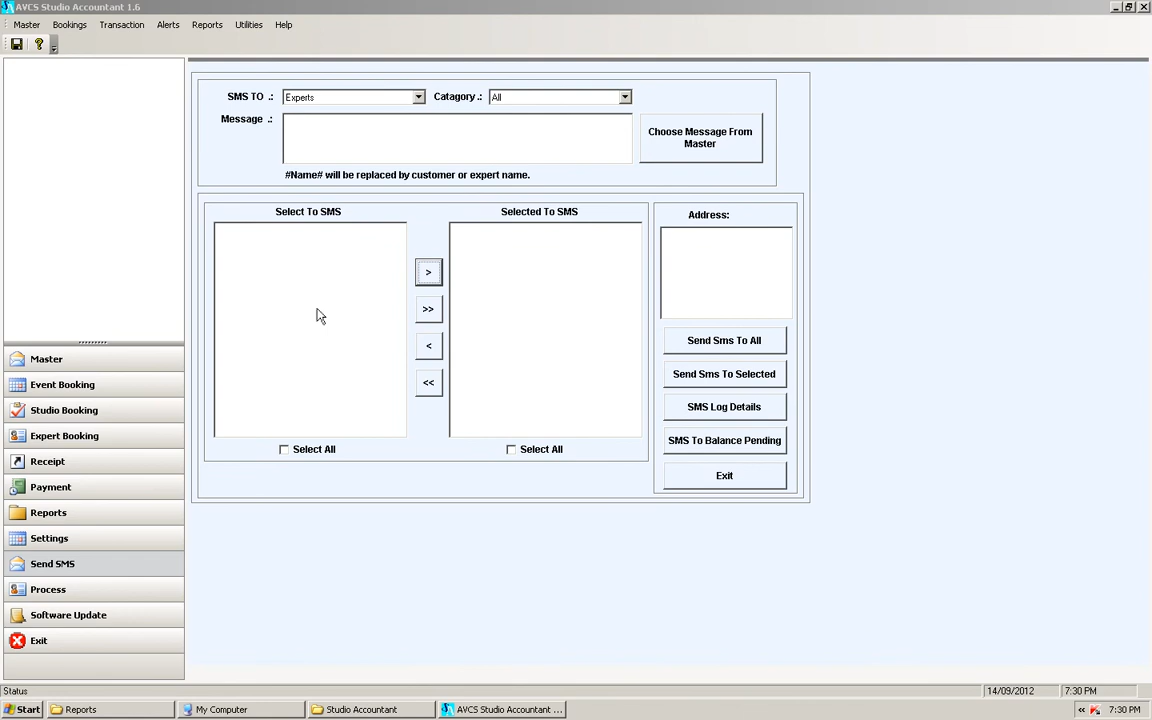 AVCS Studio Accountant 1.6
Master Bookings Transaction Alerts Reports Utilities Help
SMS TO .: Experts Catagory .: All
Message .:
Choose Message From
Master
#Name# will be replaced by customer or expert name.
Select To SMS Selected To SMS Address:
>
>>
<
<<
Select All Select All
Send Sms To All
Send Sms To Selected
SMS Log Details
SMS To Balance Pending
Exit
Master
Event Booking
Studio Booking
Expert Booking
Receipt
Payment
Reports
Settings
Send SMS
Process
Software Update
Exit
Status 14/09/2012 7:30 PM
Start Reports My Computer Studio Accountant AVCS Studio Accountant ... « 7:30 PM